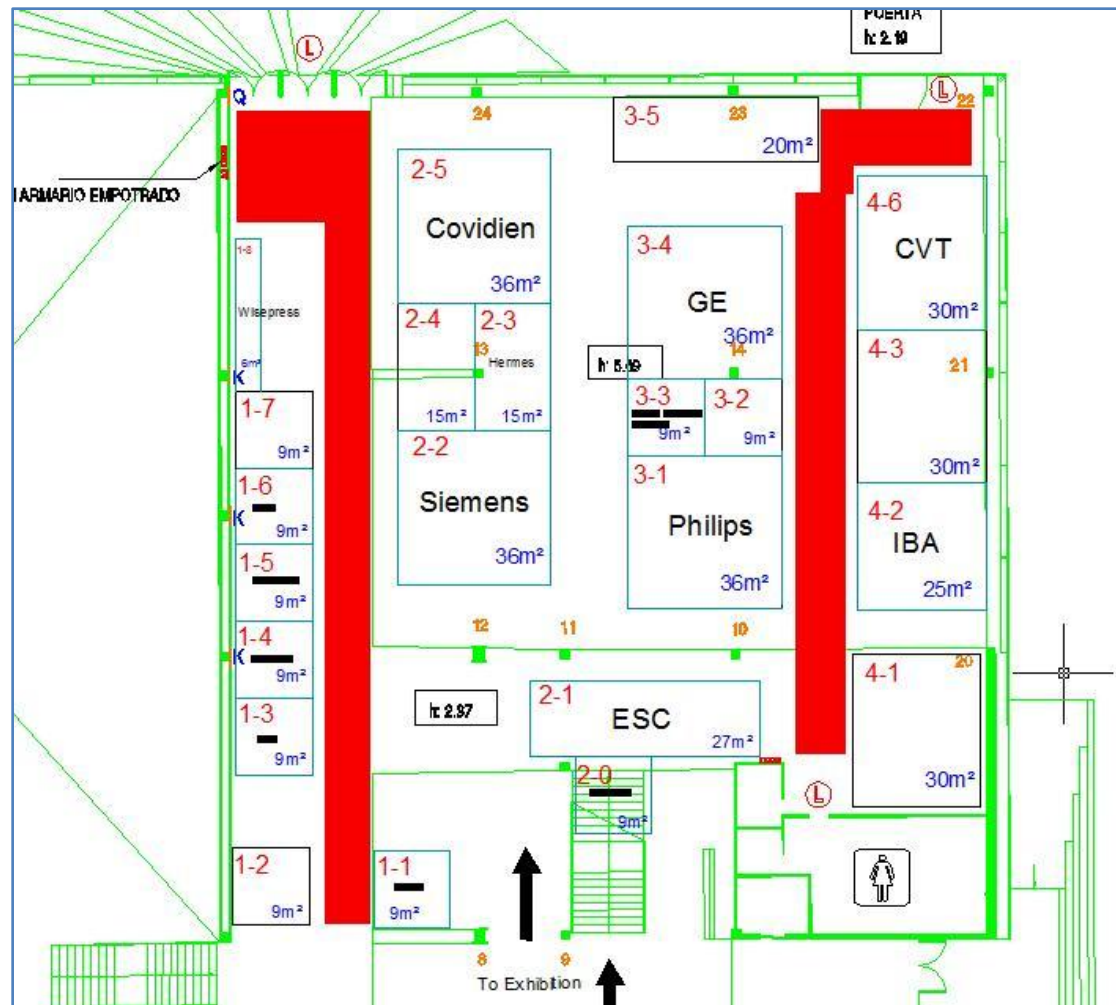 PUERTA
h: 2.19
L
L
Q
24
23
22
3-5
20m²
ARMARIO EMPOTRADO
2-5
Covidien
36m²
4-6
CVT
30m²
3-4
GE
36m²
1-8
Wisepress
6m²
K
2-4
13
15m²
2-3
Hermes
15m²
14
4-3
21
30m²
1-7
9m²
3-3
9m²
3-2
9m²
2-2
Siemens
36m²
3-1
Philips
36m²
4-2
IBA
25m²
1-6
K
9m²
1-5
9m²
1-4
K
9m²
12
11
10
1-3
9m²
h: 2.87
2-1
ESC
27m²
4-1
20
30m²
2-0
9m²
L
1-2
9m²
1-1
9m²
8
9
To Exhibition